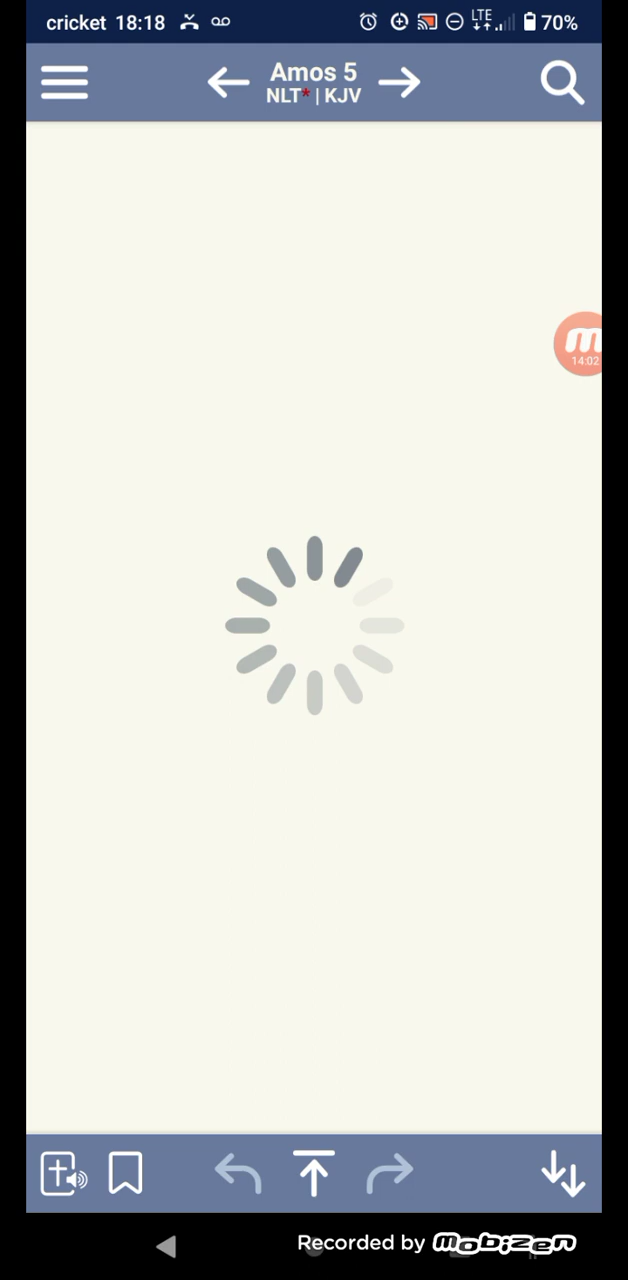 cricket 18:18 LTE 70%
Amos 5
NLT* | KJV
m
14:02
Recorded by mobizen